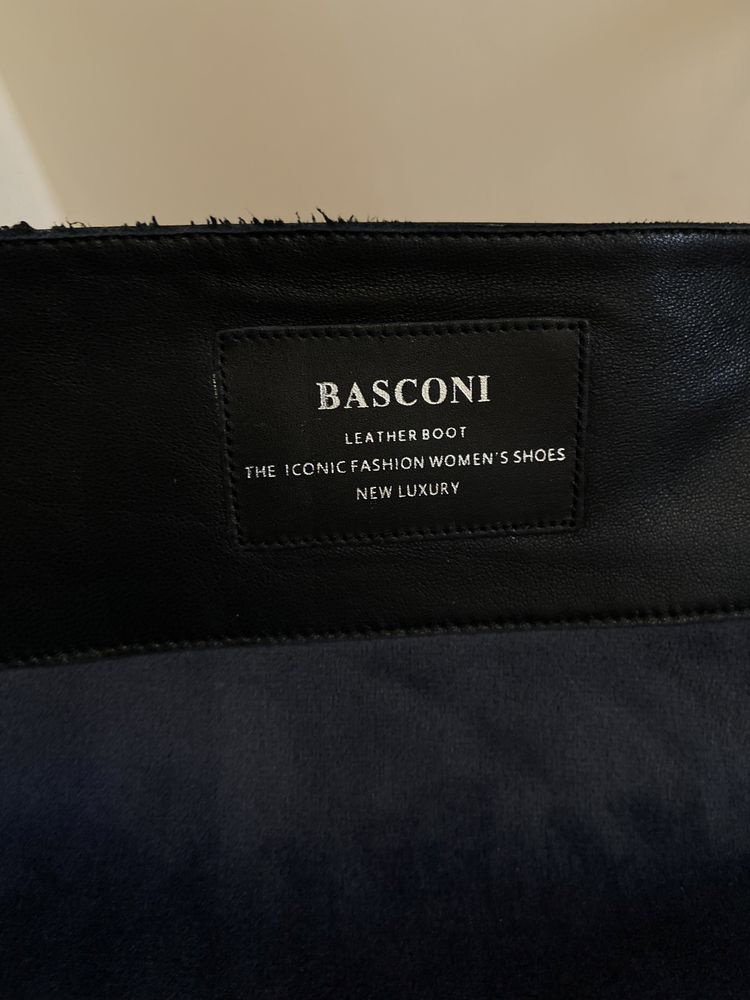 BASCONI
LEATHER BOOT
THE ICONIC FASHION WOMEN'S SHOES
NEW LUXURY